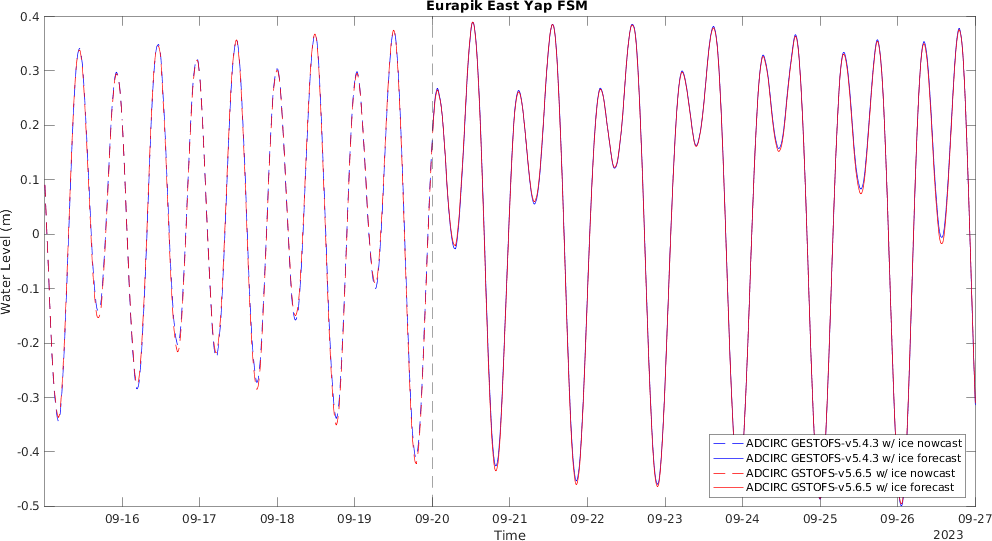 Eurapik East Yap FSM
0.4
0.3
0.2
0.1
0
-0.1
-0.2
-0.3
-0.4
-0.5
Water Level (m)
ADCIRC GESTOFS-v5.4.3 w/ ice nowcast
ADCIRC GESTOFS-v5.4.3 w/ ice forecast
ADCIRC GSTOFS-v5.6.5 w/ ice nowcast
ADCIRC GSTOFS-v5.6.5 w/ ice forecast
09-16 09-17 09-18 09-19 09-20 09-21 09-22 09-23 09-24 09-25 09-26 09-27
Time
2023